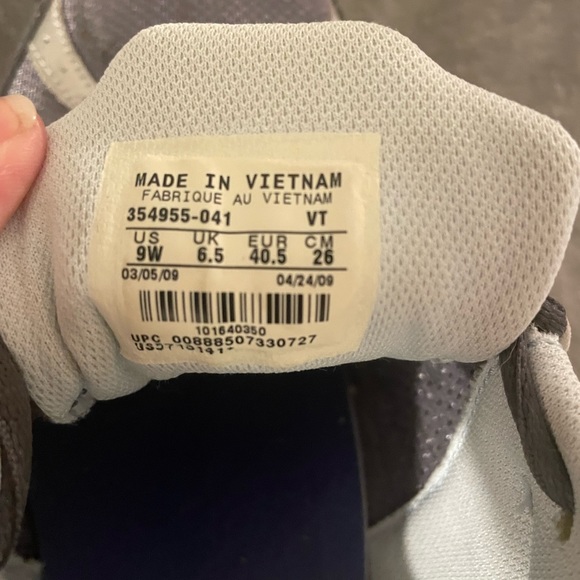 MADE IN VIETNAM
FABRIQUE AU VIETNAM
354955-041 VT
US UK EUR CM
9W 6.5 40.5 26
03/05/09 04/24/09
101640350
UPC 00888507330727